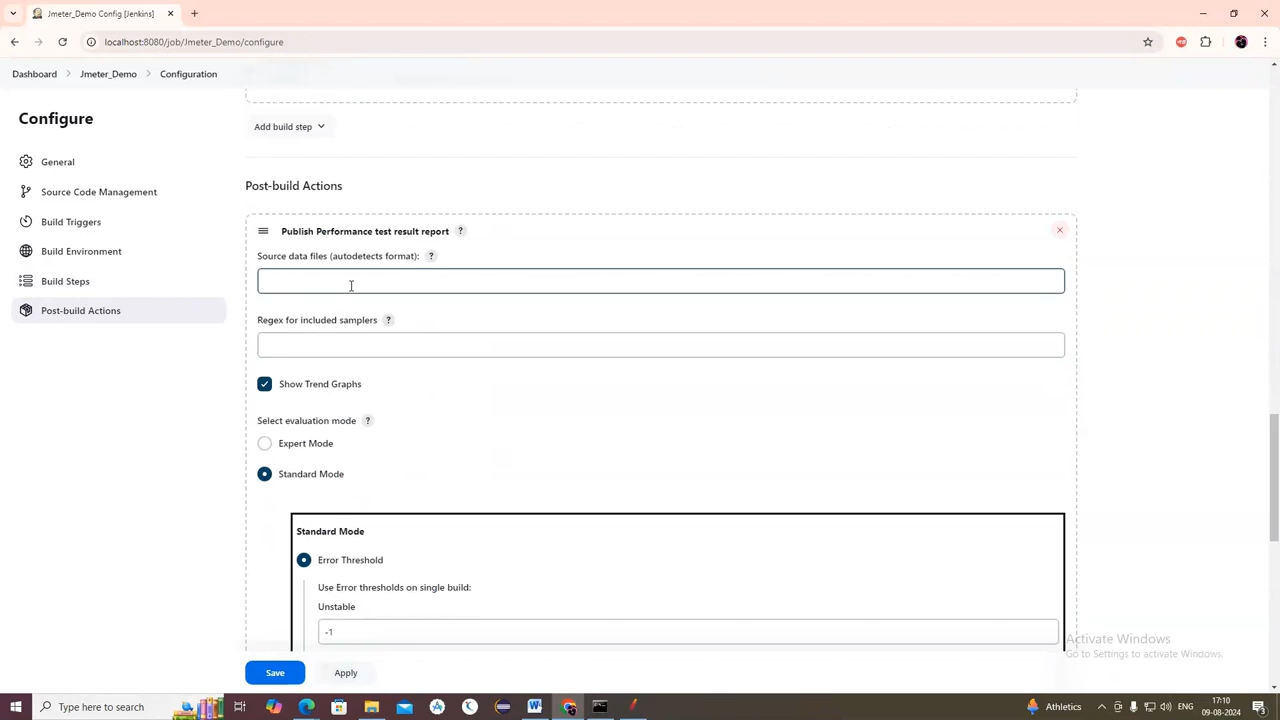 Jmeter_Demo Config [Jenkins]
localhost:8080/job/Jmeter_Demo/configure
Dashboard > Jmeter_Demo > Configuration
Configure
General
Source Code Management
Build Triggers
Build Environment
Build Steps
Post-build Actions
Add build step
Post-build Actions
Publish Performance test result report ?
Source data files (autodetects format): ?
Regex for included samplers ?
Show Trend Graphs
Select evaluation mode ?
Expert Mode
Standard Mode
Standard Mode
Error Threshold
Use Error thresholds on single build:
Unstable
-1
Save
Apply
Activate Windows
Go to Settings to activate Windows.
Type here to search
Athletics
ENG
17:10
09-08-2024